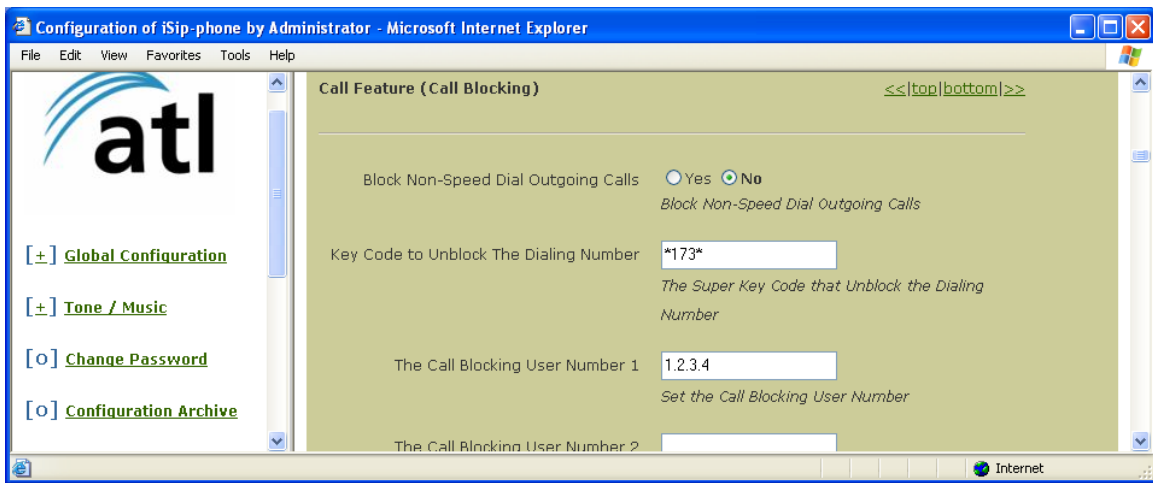 Configuration of iSip-phone by Administrator - Microsoft Internet Explorer
File Edit View Favorites Tools Help
atl
[+] Global Configuration
[+] Tone / Music
[O] Change Password
[O] Configuration Archive
Call Feature (Call Blocking) <<|top|bottom|>>
Block Non-Speed Dial Outgoing Calls Yes No
Block Non-Speed Dial Outgoing Calls
Key Code to Unblock The Dialing Number *173*
The Super Key Code that Unblock the Dialing
Number
The Call Blocking User Number 1 1.2.3.4
Set the Call Blocking User Number
The Call Blocking User Number 2
Internet